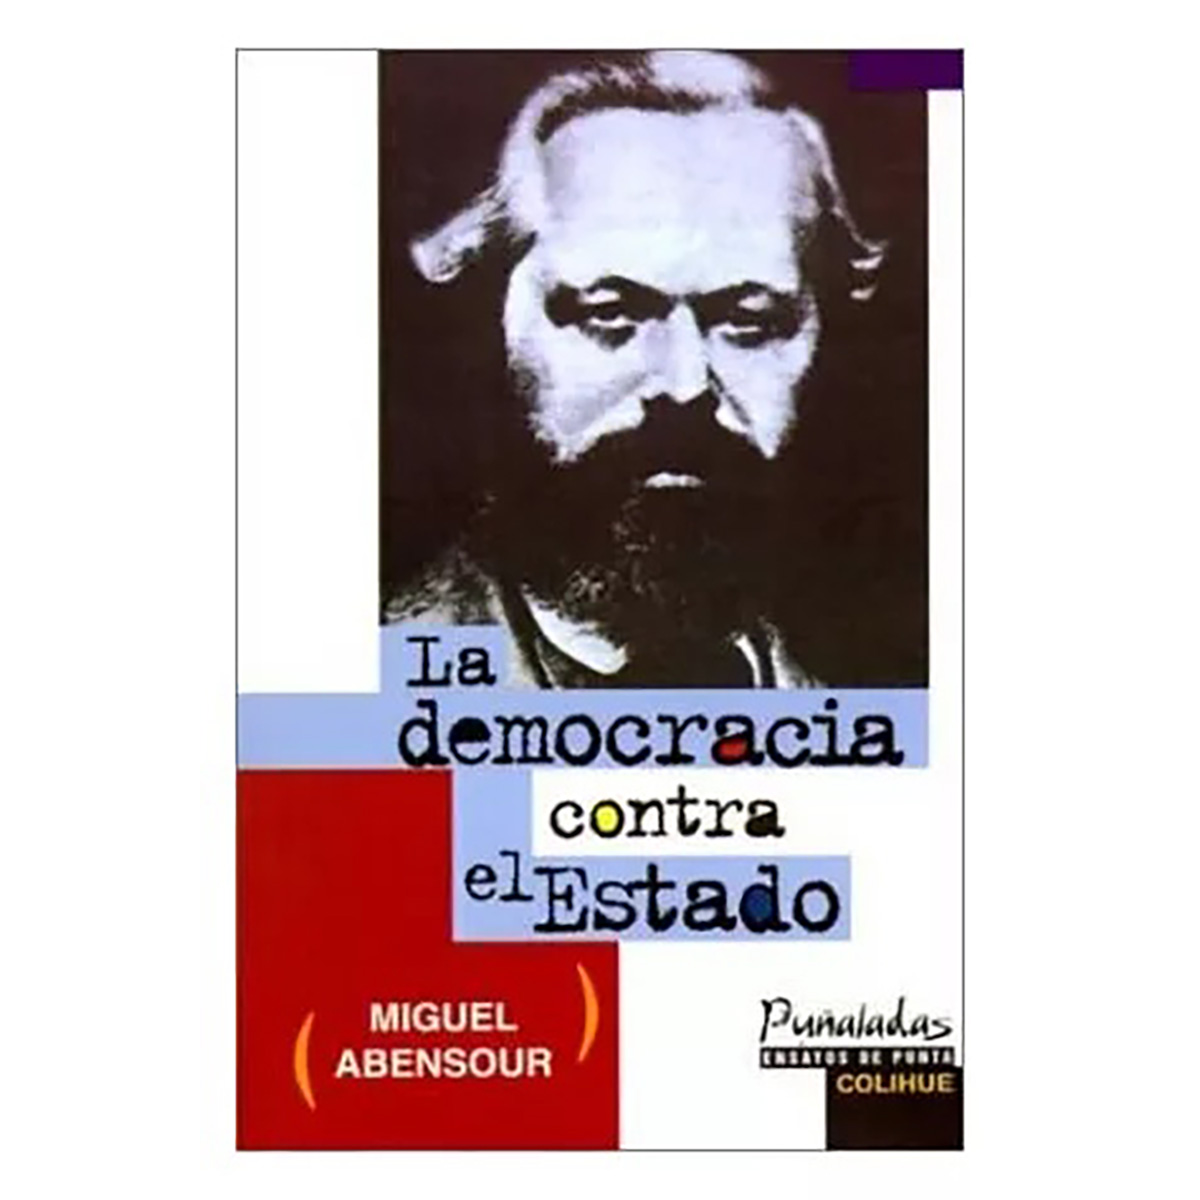 La
democracia
contra
el Estado
MIGUEL
ABENSOUR
Puñaladas
ENSAYOS DE PUNTA
COLIHUE